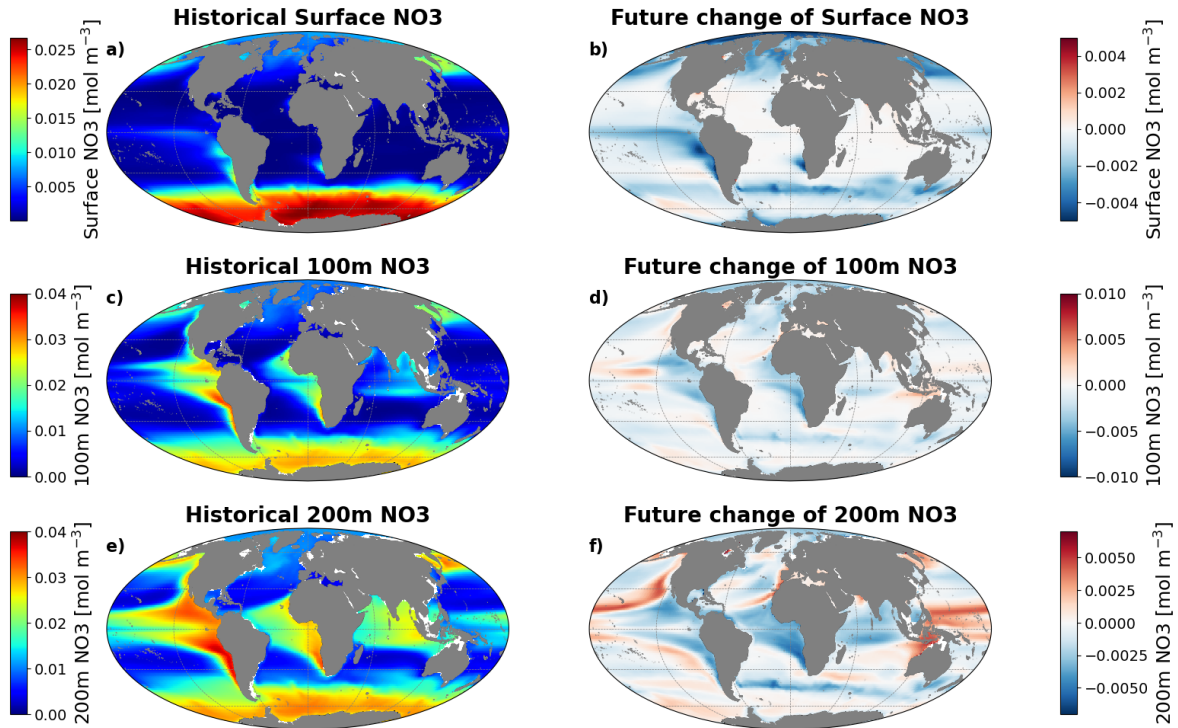 Historical Surface NO3
Future change of Surface NO3
a)
b)
0.025
0.020
0.015
0.010
0.005
Surface NO3 [mol m⁻³]
0.004
0.002
0.000
−0.002
−0.004
Surface NO3 [mol m⁻³]
Historical 100m NO3
Future change of 100m NO3
c)
d)
0.04
0.03
0.02
0.01
0.00
100m NO3 [mol m⁻³]
0.010
0.005
0.000
−0.005
−0.010
100m NO3 [mol m⁻³]
Historical 200m NO3
Future change of 200m NO3
e)
f)
0.04
0.03
0.02
0.01
0.00
200m NO3 [mol m⁻³]
0.0050
0.0025
0.0000
−0.0025
−0.0050
200m NO3 [mol m⁻³]